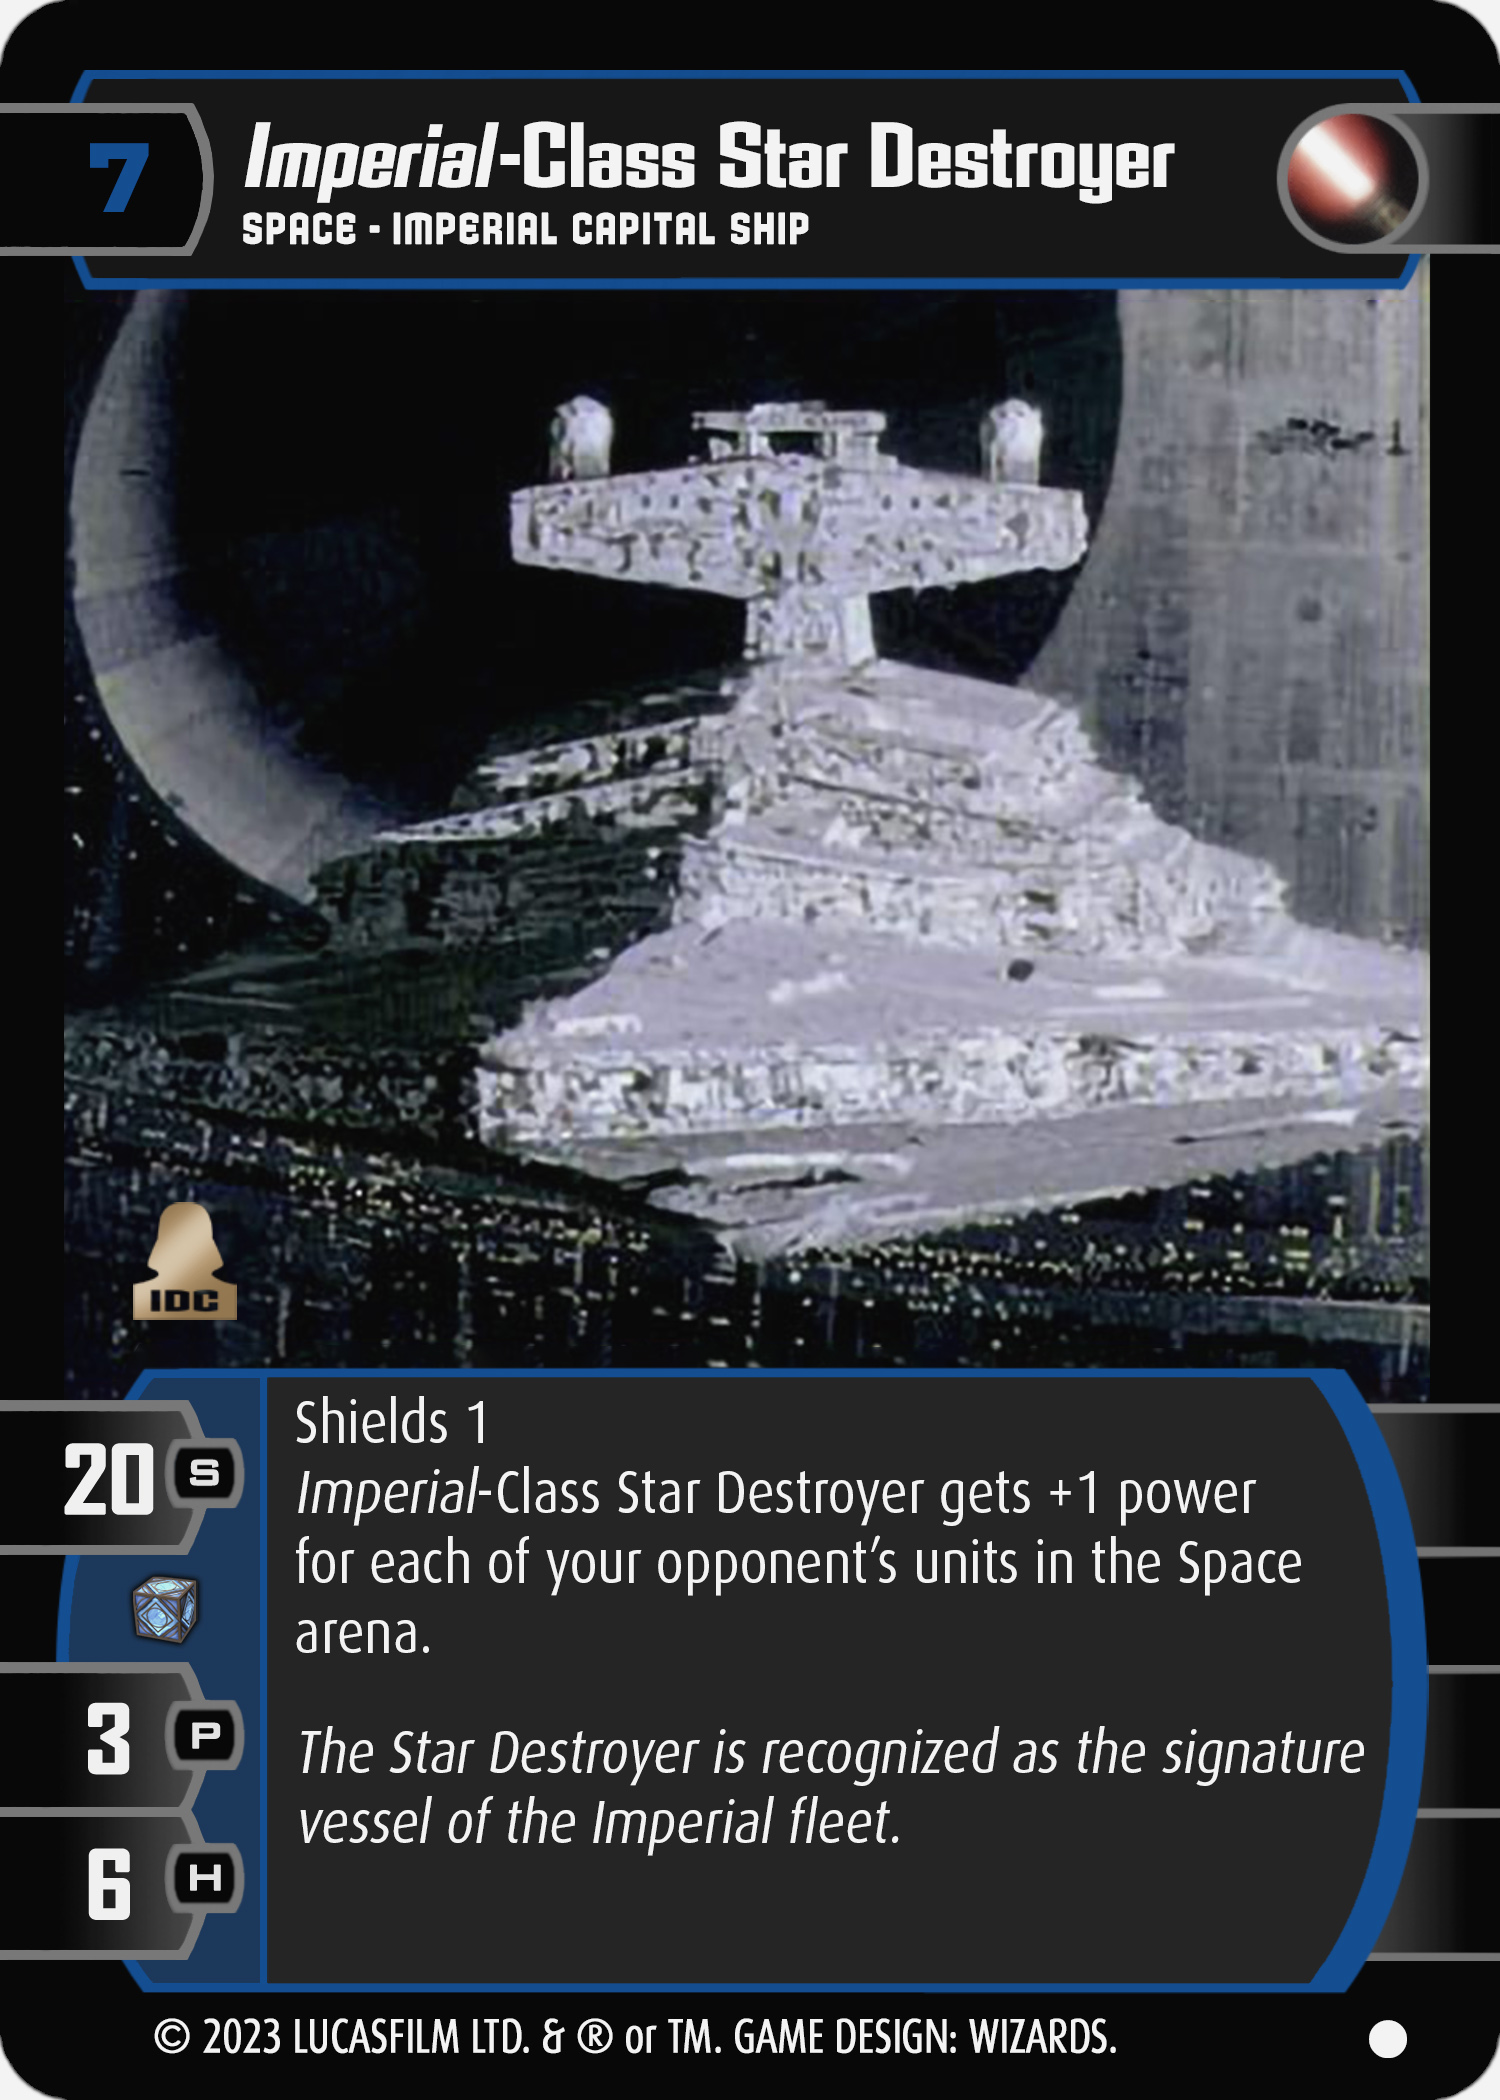 7
Imperial-Class Star Destroyer
SPACE - IMPERIAL CAPITAL SHIP
IDC
20 S
3 P
6 H
Shields 1
Imperial-Class Star Destroyer gets +1 power
for each of your opponent's units in the Space
arena.
The Star Destroyer is recognized as the signature
vessel of the Imperial fleet.
© 2023 LUCASFILM LTD. & ® or TM. GAME DESIGN: WIZARDS.